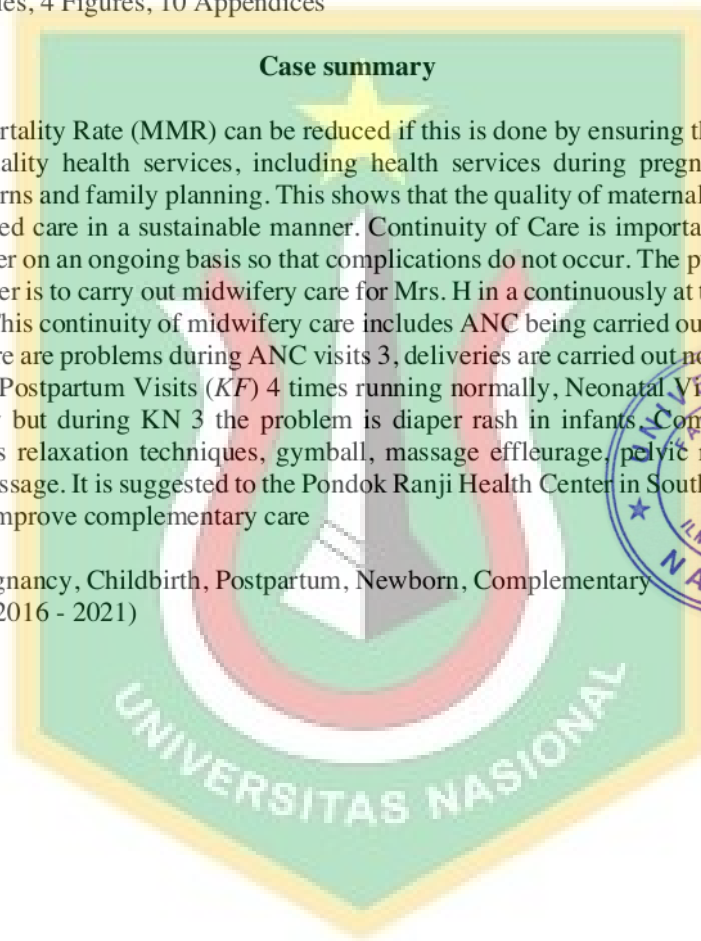 les, 4 Figures, 10 Appendices
Case summary
rtality Rate (MMR) can be reduced if this is done by ensuring th
ality health services, including health services during pregn
rns and family planning. This shows that the quality of maternal
ed care in a sustainable manner. Continuity of Care is importa
er on an ongoing basis so that complications do not occur. The p
er is to carry out midwifery care for Mrs. H in a continuously at t
This continuity of midwifery care includes ANC being carried ou
re are problems during ANC visits 3, deliveries are carried out no
Postpartum Visits (KF) 4 times running normally, Neonatal Vi
but during KN 3 the problem is diaper rash in infants. Com
s relaxation techniques, gymball, massage effleurage, pelvic
ssage. It is suggested to the Pondok Ranji Health Center in South
mprove complementary care
gnancy, Childbirth, Postpartum, Newborn, Complementary
2016 - 2021)
UNIVERSITAS NASIONAL